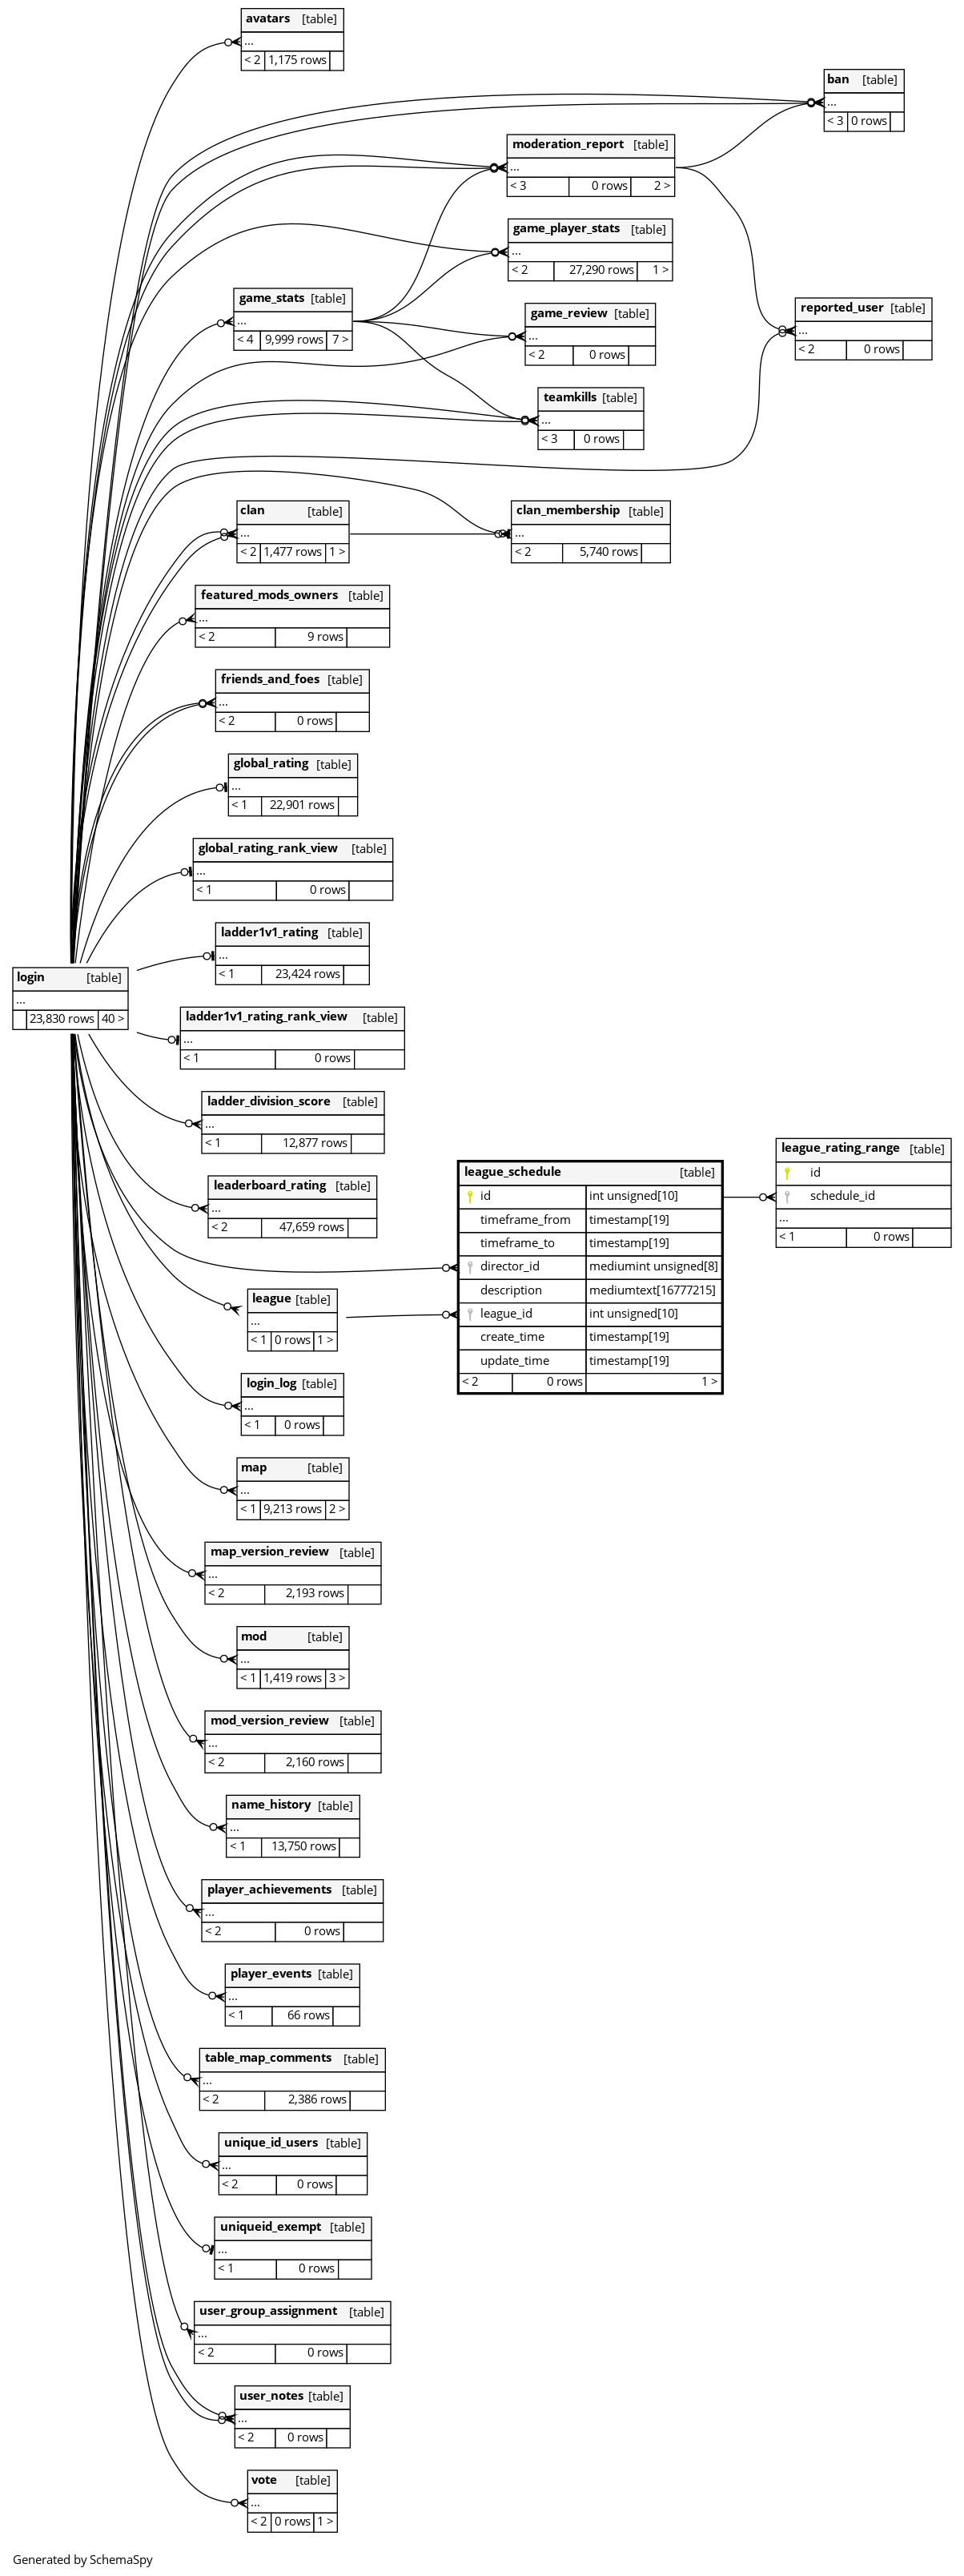 avatars [table]
...
< 2 1,175 rows
ban [table]
...
< 3 0 rows
moderation_report [table]
...
< 3 0 rows 2 >
game_player_stats [table]
...
< 2 27,290 rows 1 >
game_stats [table]
...
< 4 9,999 rows 7 >
game_review [table]
...
< 2 0 rows
reported_user [table]
...
< 2 0 rows
teamkills [table]
...
< 3 0 rows
clan [table]
...
< 2 1,477 rows 1 >
clan_membership [table]
...
< 2 5,740 rows
featured_mods_owners [table]
...
< 2 9 rows
friends_and_foes [table]
...
< 2 0 rows
global_rating [table]
...
< 1 22,901 rows
global_rating_rank_view [table]
...
< 1 0 rows
ladder1v1_rating [table]
...
< 1 23,424 rows
login [table]
...
23,830 rows 40 >
ladder1v1_rating_rank_view [table]
...
< 1 0 rows
ladder_division_score [table]
...
< 1 12,877 rows
leaderboard_rating [table]
...
< 2 47,659 rows
league_schedule [table]
id int unsigned[10]
timeframe_from timestamp[19]
timeframe_to timestamp[19]
director_id mediumint unsigned[8]
description mediumtext[16777215]
league_id int unsigned[10]
create_time timestamp[19]
update_time timestamp[19]
< 2 0 rows 1 >
league_rating_range [table]
id
schedule_id
...
< 1 0 rows
league [table]
...
< 1 0 rows 1 >
login_log [table]
...
< 1 0 rows
map [table]
...
< 1 9,213 rows 2 >
map_version_review [table]
...
< 2 2,193 rows
mod [table]
...
< 1 1,419 rows 3 >
mod_version_review [table]
...
< 2 2,160 rows
name_history [table]
...
< 1 13,750 rows
player_achievements [table]
...
< 2 0 rows
player_events [table]
...
< 1 66 rows
table_map_comments [table]
...
< 2 2,386 rows
unique_id_users [table]
...
< 2 0 rows
uniqueid_exempt [table]
...
< 1 0 rows
user_group_assignment [table]
...
< 2 0 rows
user_notes [table]
...
< 2 0 rows
vote [table]
...
< 2 0 rows 1 >
Generated by SchemaSpy